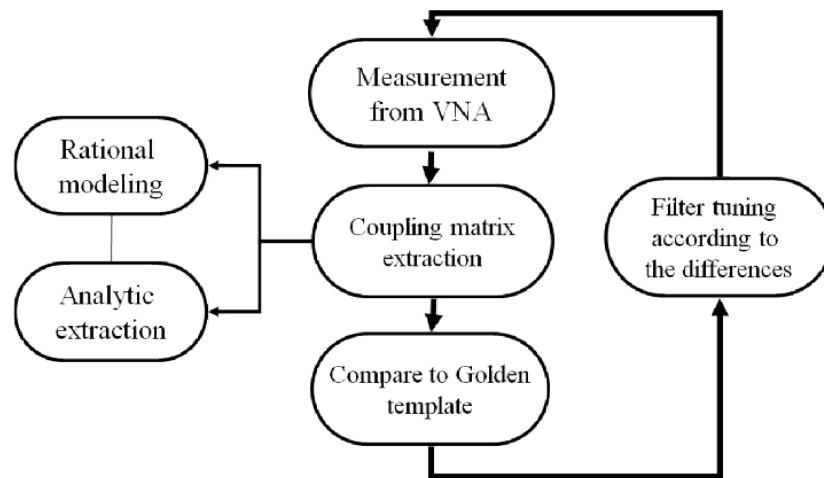 Measurement
from VNA
Rational
modeling
Coupling matrix
extraction
Filter tuning
according to
the differences
Analytic
extraction
Compare to Golden
template